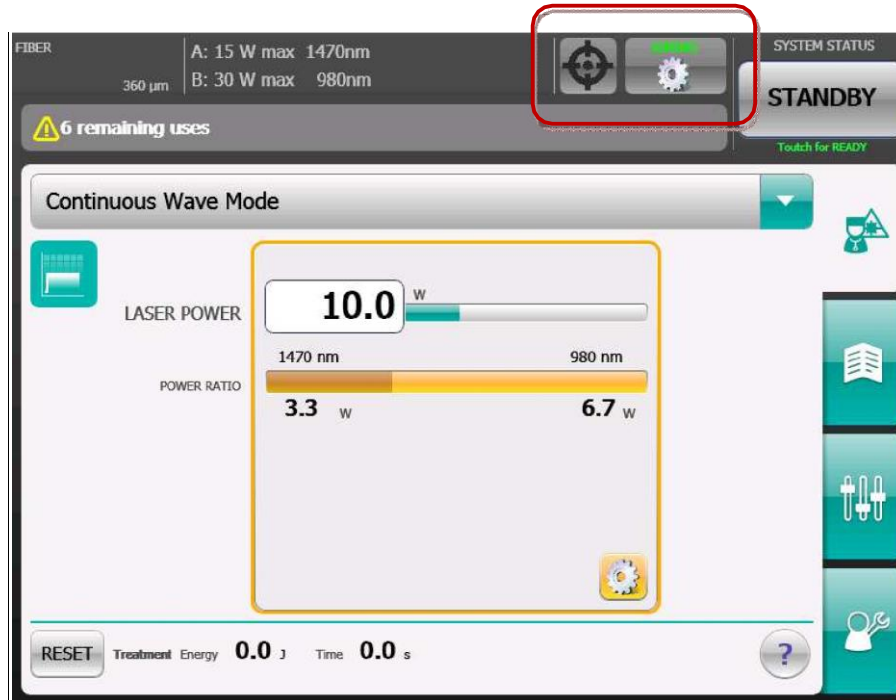 FIBER
360 µm
A: 15 W max 1470nm
B: 30 W max 980nm
SYSTEM STATUS
STANDBY
Toutch for READY
6 remaining uses
Continuous Wave Mode
LASER POWER
10.0 W
1470 nm 980 nm
POWER RATIO
3.3 W 6.7 W
RESET Treatment Energy 0.0 J Time 0.0 s ?